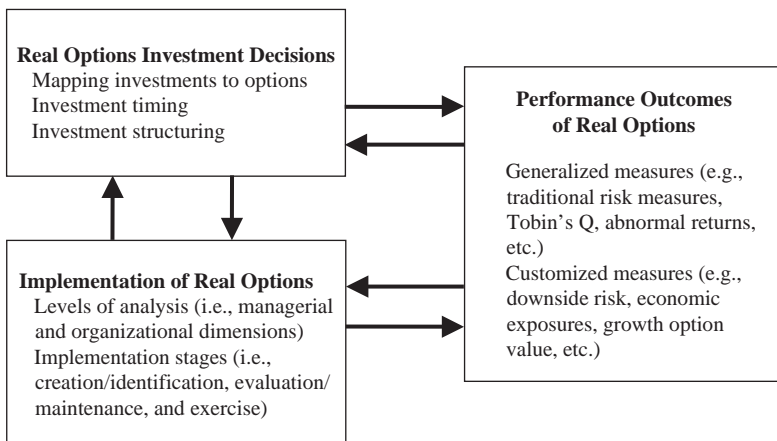 Real Options Investment Decisions
Mapping investments to options
Investment timing
Investment structuring
Implementation of Real Options
Levels of analysis (i.e., managerial
and organizational dimensions)
Implementation stages (i.e.,
creation/identification, evaluation/
maintenance, and exercise)
Performance Outcomes
of Real Options
Generalized measures (e.g.,
traditional risk measures,
Tobin’s Q, abnormal returns,
etc.)
Customized measures (e.g.,
downside risk, economic
exposures, growth option
value, etc.)